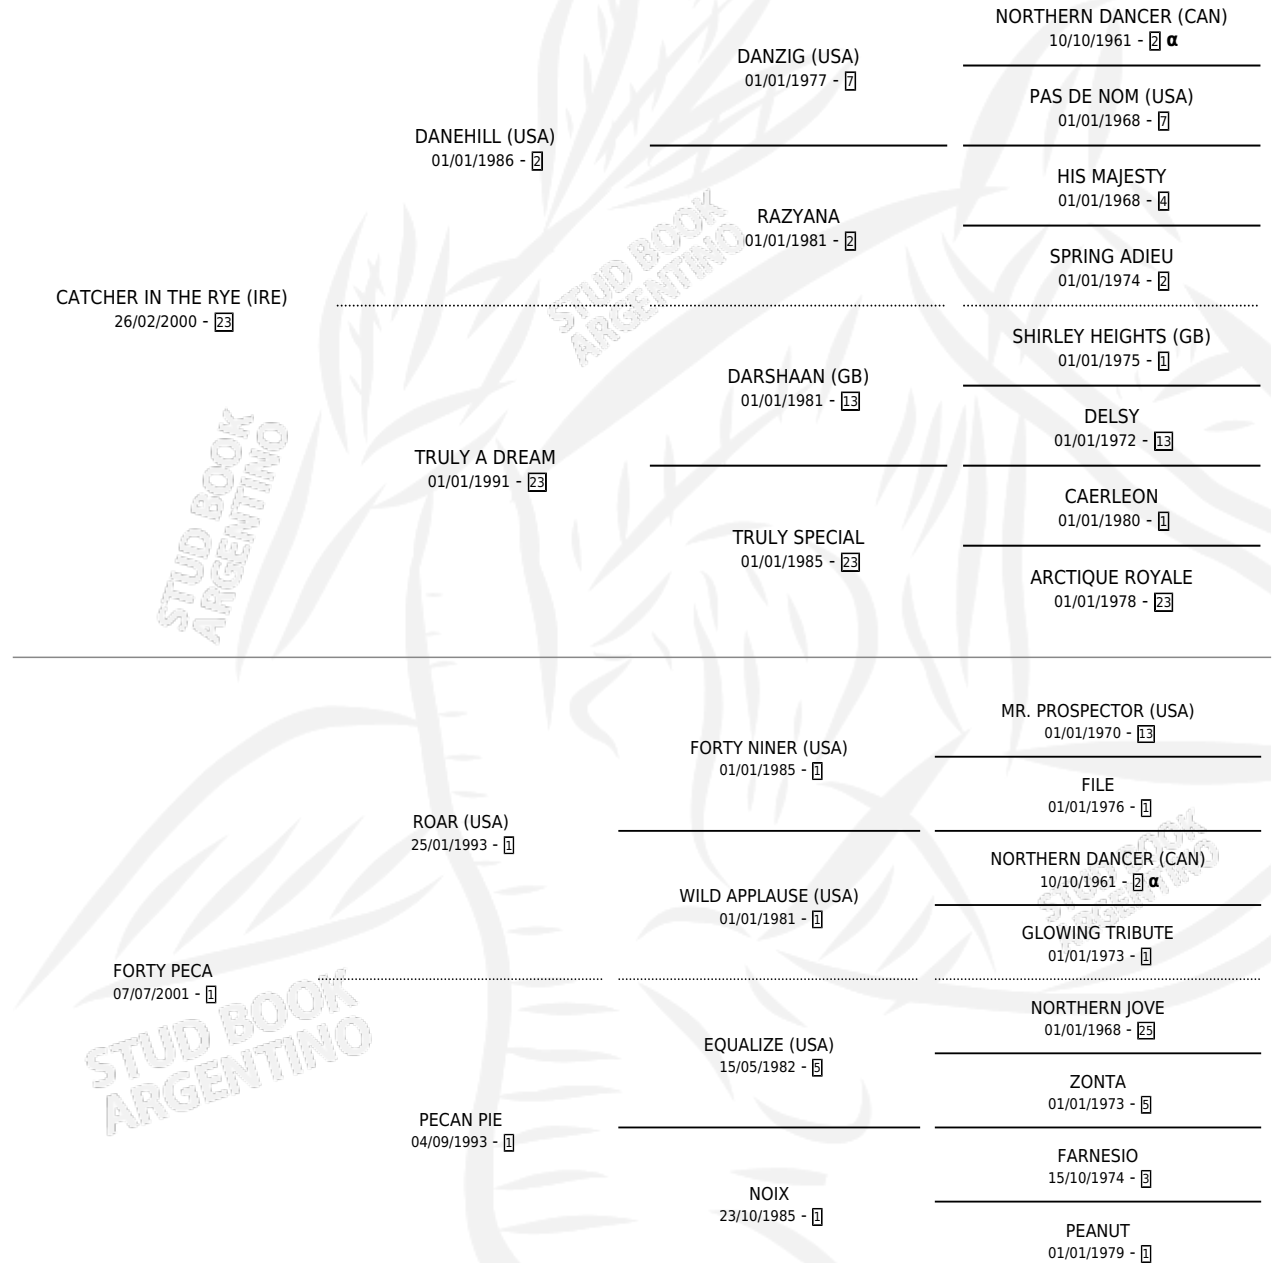 NORTHERN DANCER (CAN)
10/10/1961 - 2 α
DANZIG (USA)
01/01/1977 - 7
PAS DE NOM (USA)
01/01/1968 - 7
DANEHILL (USA)
01/01/1986 - 2
HIS MAJESTY
01/01/1968 - 4
RAZYANA
01/01/1981 - 2
SPRING ADIEU
01/01/1974 - 2
CATCHER IN THE RYE (IRE)
26/02/2000 - 23
SHIRLEY HEIGHTS (GB)
01/01/1975 - 1
DARSHAAN (GB)
01/01/1981 - 13
DELSY
01/01/1972 - 13
TRULY A DREAM
01/01/1991 - 23
CAERLEON
01/01/1980 - 1
TRULY SPECIAL
01/01/1985 - 23
ARCTIQUE ROYALE
01/01/1978 - 23
MR. PROSPECTOR (USA)
01/01/1970 - 13
FORTY NINER (USA)
01/01/1985 - 1
FILE
01/01/1976 - 1
ROAR (USA)
25/01/1993 - 1
NORTHERN DANCER (CAN)
10/10/1961 - 2 α
WILD APPLAUSE (USA)
01/01/1981 - 1
GLOWING TRIBUTE
01/01/1973 - 1
FORTY PECA
07/07/2001 - 1
NORTHERN JOVE
01/01/1968 - 25
EQUALIZE (USA)
15/05/1982 - 5
ZONTA
01/01/1973 - 5
PECAN PIE
04/09/1993 - 1
FARNESIO
15/10/1974 - 3
NOIX
23/10/1985 - 1
PEANUT
01/01/1979 - 1
STUD BOOK
ARGENTINO
STUD BOOK
ARGENTINO
STUD BOOK
ARGENTINO
STUD BOOK
ARGENTINO